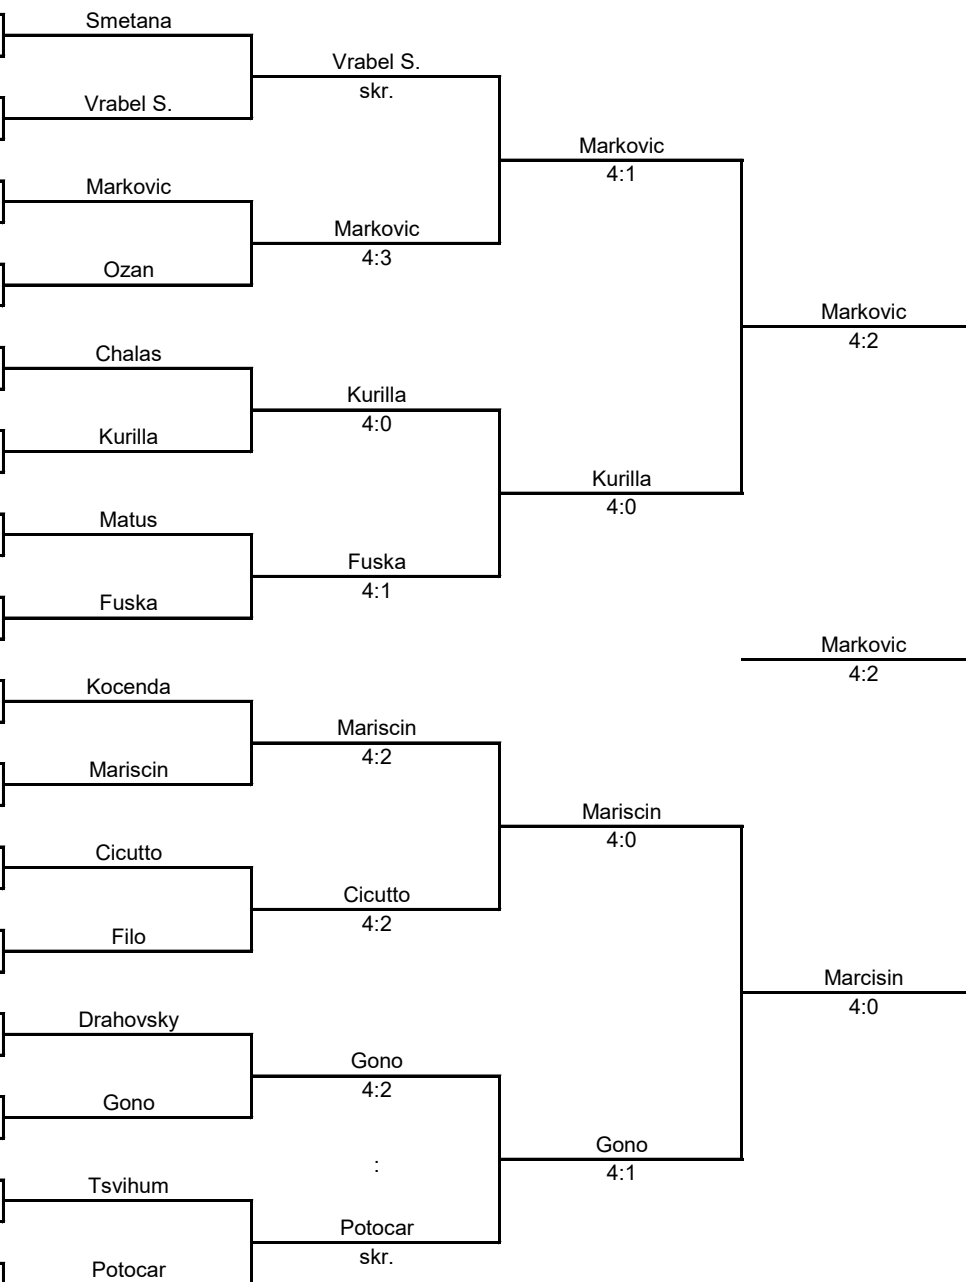 Smetana
Vrabel S.
skr.
Vrabel S.
Markovic
4:1
Markovic
Markovic
4:3
Ozan
Markovic
4:2
Chalas
Kurilla
4:0
Kurilla
Kurilla
4:0
Matus
Fuska
4:1
Fuska
Markovic
4:2
Kocenda
Mariscin
4:2
Mariscin
Mariscin
4:0
Cicutto
Cicutto
4:2
Filo
Marcisin
4:0
Drahovsky
Gono
4:2
Gono
Gono
4:1
:
Tsvihum
Potocar
skr.
Potocar